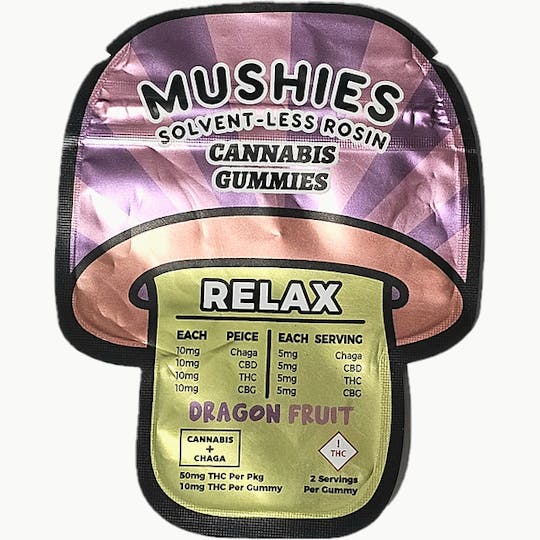 MUSHIES
SOLVENT-LESS ROSIN
CANNABIS
GUMMIES
RELAX
EACH PEICE
10mg Chaga
10mg CBD
10mg THC
10mg CBG
EACH SERVING
5mg Chaga
5mg CBD
5mg THC
5mg CBG
DRAGON FRUIT
CANNABIS
+
CHAGA
!
THC
50mg THC Per Pkg
10mg THC Per Gummy
2 Servings
Per Gummy